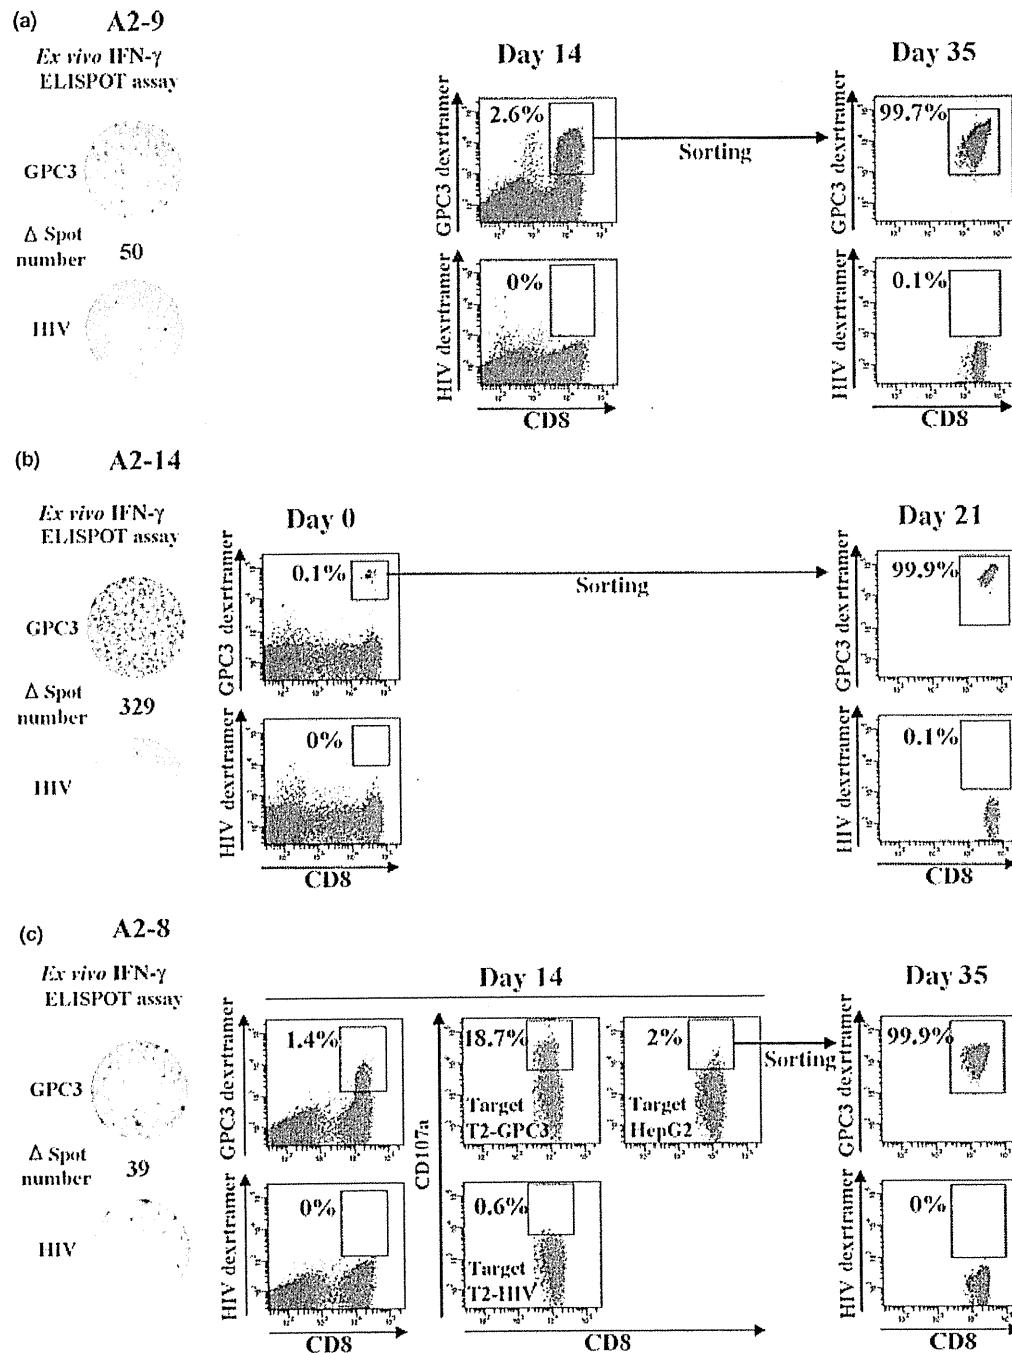 (a) A2-9
Ex vivo IFN-γ
ELISPOT assay
GPC3
Δ Spot
number 50
HIV
Day 14
Day 35
GPC3 dexrtramer
2.6%
Sorting
GPC3 dexrtramer
99.7%
HIV dexrtramer
0%
CD8
HIV dexrtramer
0.1%
CD8
(b) A2-14
Ex vivo IFN-γ
ELISPOT assay
GPC3
Δ Spot
number 329
HIV
Day 0
Day 21
GPC3 dexrtramer
0.1%
Sorting
GPC3 dexrtramer
99.9%
HIV dexrtramer
0%
CD8
HIV dexrtramer
0.1%
CD8
(c) A2-8
Ex vivo IFN-γ
ELISPOT assay
GPC3
Δ Spot
number 39
HIV
Day 14
Day 35
GPC3 dexrtramer
1.4%
CD107a
18.7%
Target
T2-GPC3
2%
Target
HepG2
Sorting
GPC3 dexrtramer
99.9%
HIV dexrtramer
0%
CD8
0.6%
Target
T2-HIV
CD8
HIV dexrtramer
0%
CD8